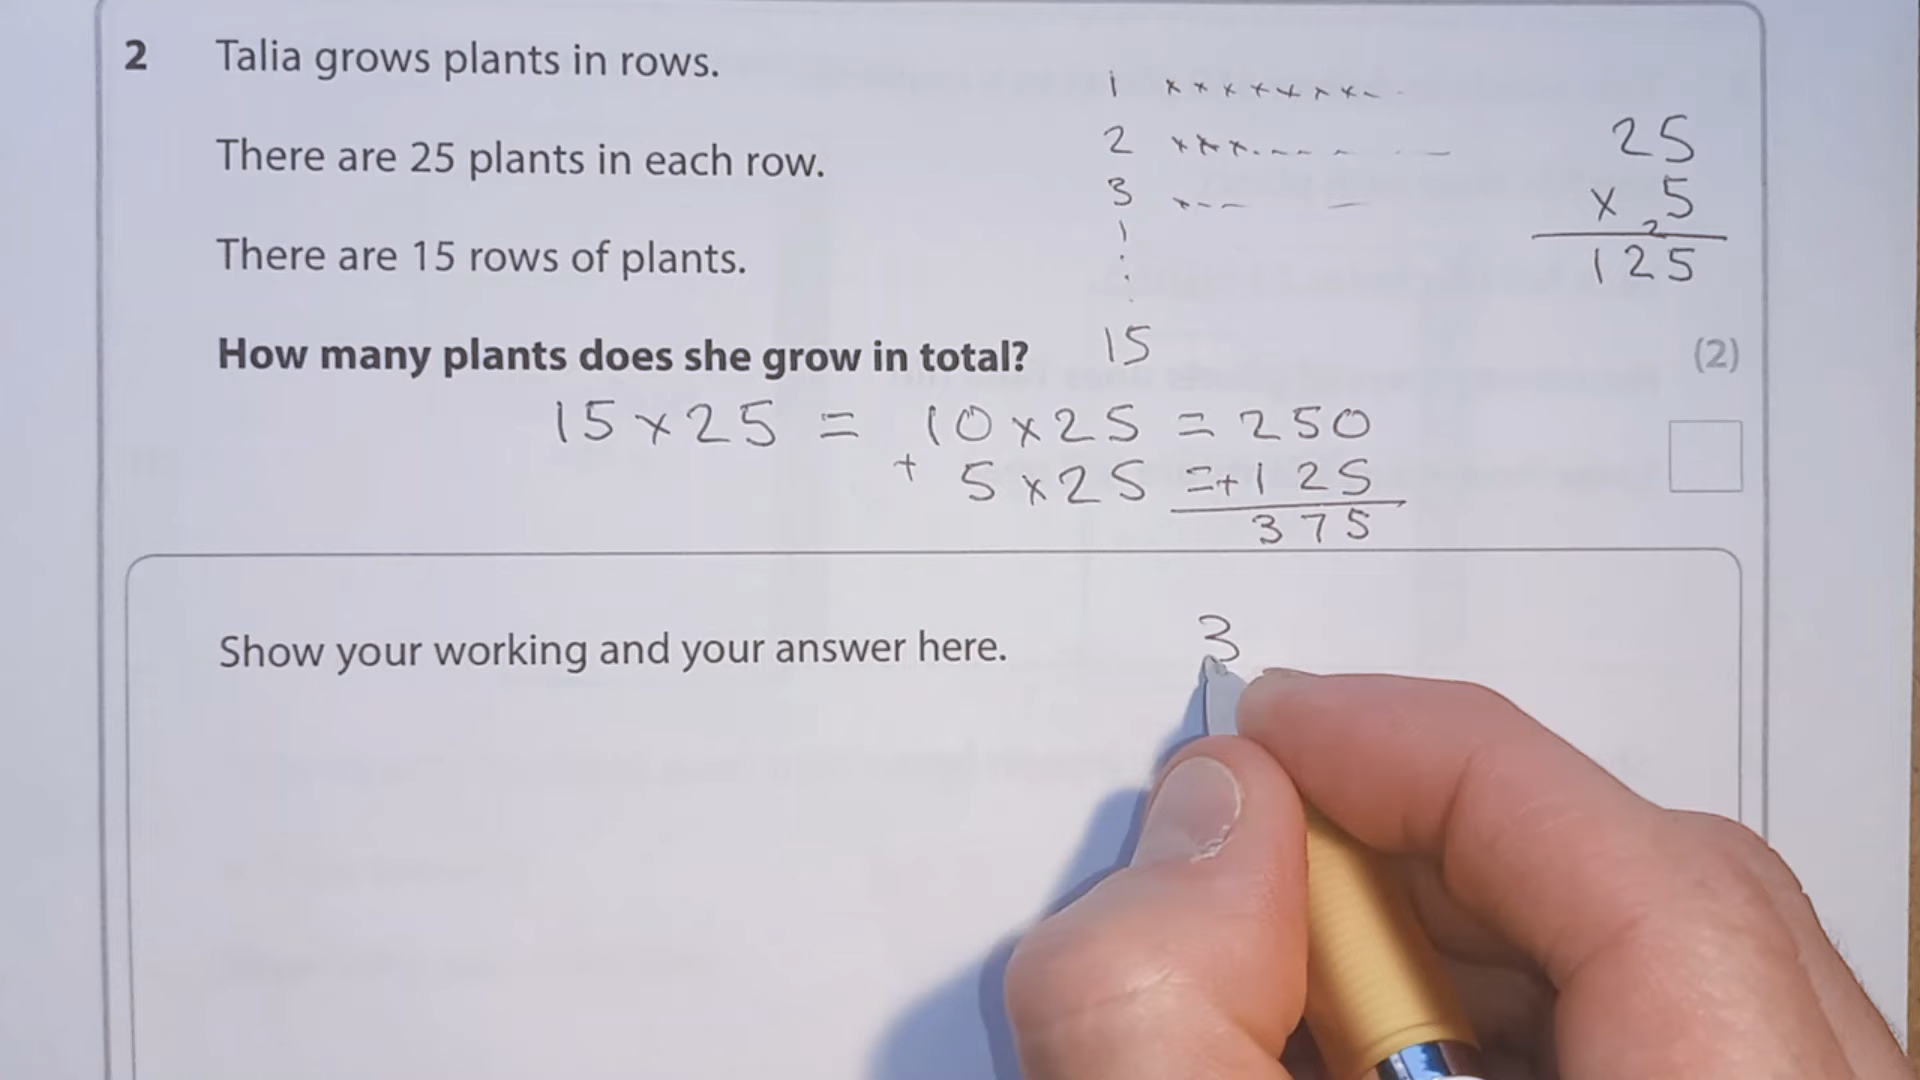 2 Talia grows plants in rows.
There are 25 plants in each row.
There are 15 rows of plants.
How many plants does she grow in total?
(2)
1 x x x x x x x
2 x x x
3 x
15
25
x 5
2
125
15 x 25 = 10 x 25 = 250
+ 5 x 25 = + 125
375
Show your working and your answer here.
3